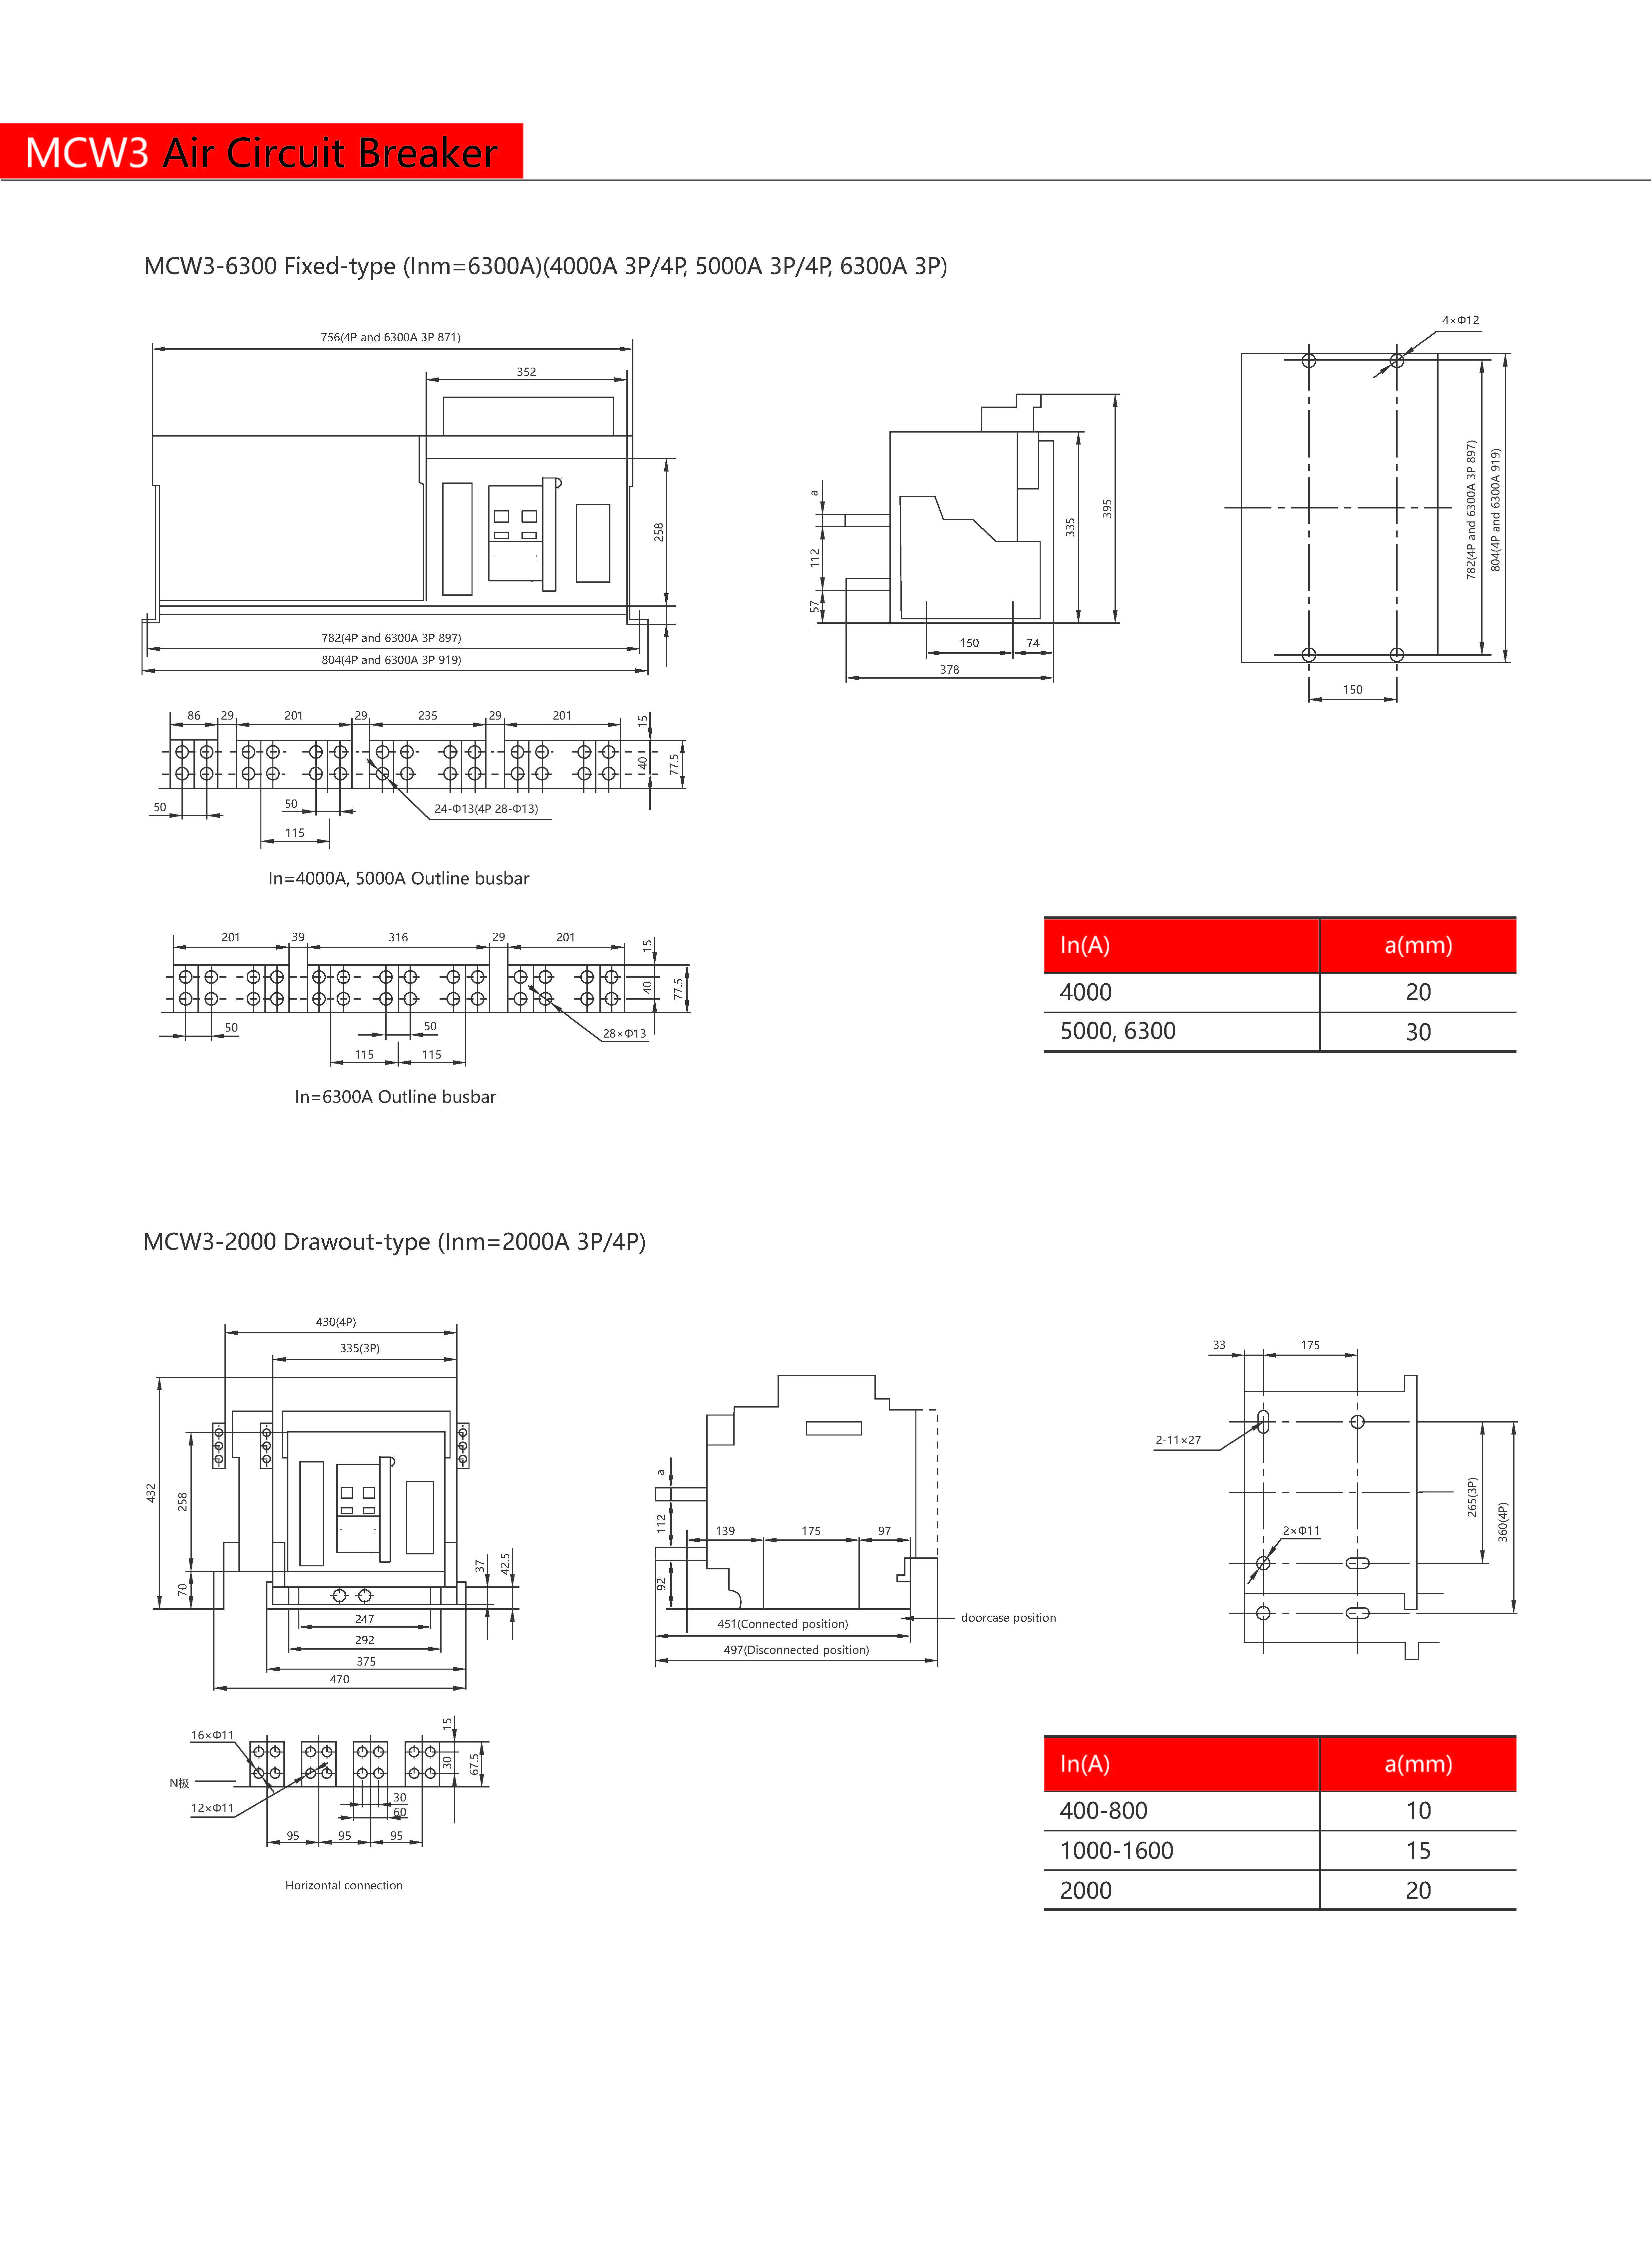 MCW3 Air Circuit Breaker
MCW3-6300 Fixed-type (Inm=6300A)(4000A 3P/4P, 5000A 3P/4P, 6300A 3P)
756(4P and 6300A 3P 871)
352
258
782(4P and 6300A 3P 897)
804(4P and 6300A 3P 919)
a
112
57
150
74
378
335
395
4×Φ12
782(4P and 6300A 3P 897)
804(4P and 6300A 919)
150
86
29
201
29
235
29
201
15
40
77.5
50
50
115
24-Φ13(4P 28-Φ13)
In=4000A, 5000A Outline busbar
201
39
316
29
201
15
40
77.5
50
50
115
115
28×Φ13
In=6300A Outline busbar
In(A) a(mm)
4000 20
5000, 6300 30
MCW3-2000 Drawout-type (Inm=2000A 3P/4P)
430(4P)
335(3P)
432
258
70
37
42.5
247
292
375
470
a
112
92
139
175
97
451(Connected position)
497(Disconnected position)
doorcase position
33
175
2-11×27
2×Φ11
265(3P)
360(4P)
16×Φ11
N极
12×Φ11
15
30
67.5
30
60
95
95
95
Horizontal connection
In(A) a(mm)
400-800 10
1000-1600 15
2000 20